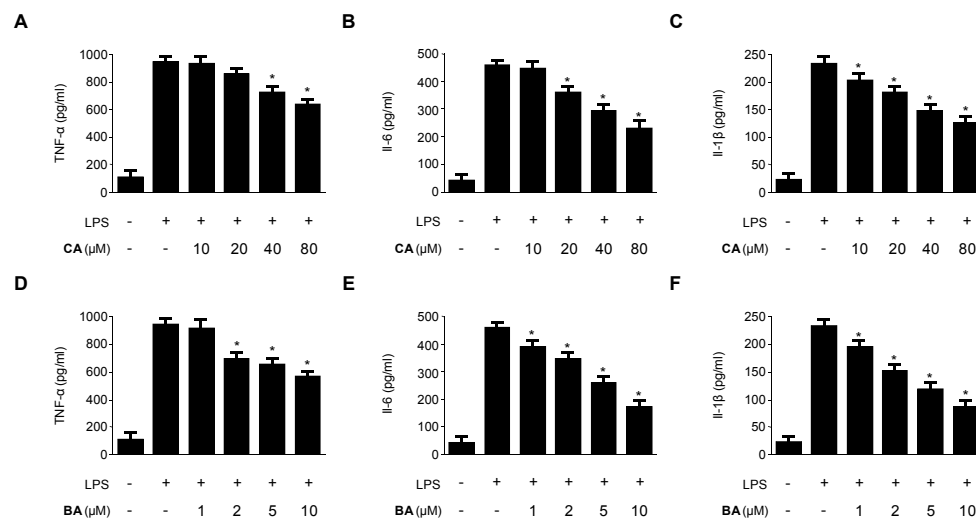 A
B
C
TNF-α (pg/ml)
1000
800
600
400
200
0
* *
Il-6 (pg/ml)
500
400
300
200
100
0
* * *
Il-1β (pg/ml)
250
200
150
100
50
0
* * * *
LPS - + + + + +
CA (μM) - - 10 20 40 80
LPS - + + + + +
CA (μM) - - 10 20 40 80
LPS - + + + + +
CA (μM) - - 10 20 40 80
D
E
F
TNF-α (pg/ml)
1000
800
600
400
200
0
* * *
Il-6 (pg/ml)
500
400
300
200
100
0
* * * *
Il-1β (pg/ml)
250
200
150
100
50
0
* * * *
LPS - + + + + +
BA (μM) - - 1 2 5 10
LPS - + + + + +
BA (μM) - - 1 2 5 10
LPS - + + + + +
BA (μM) - - 1 2 5 10